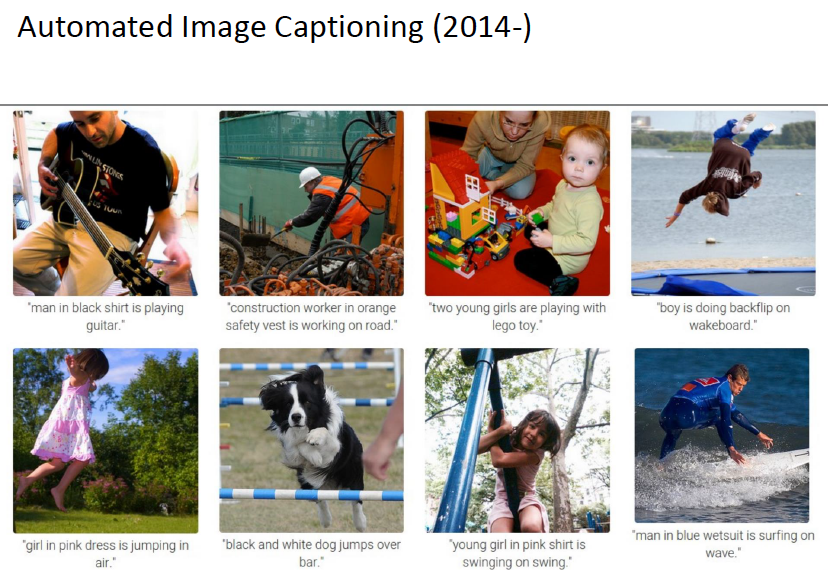 Automated Image Captioning (2014-)
"man in black shirt is playing
guitar."
"construction worker in orange
safety vest is working on road."
"two young girls are playing with
lego toy."
"boy is doing backflip on
wakeboard."
"girl in pink dress is jumping in
air."
"black and white dog jumps over
bar."
"young girl in pink shirt is
swinging on swing."
"man in blue wetsuit is surfing on
wave."